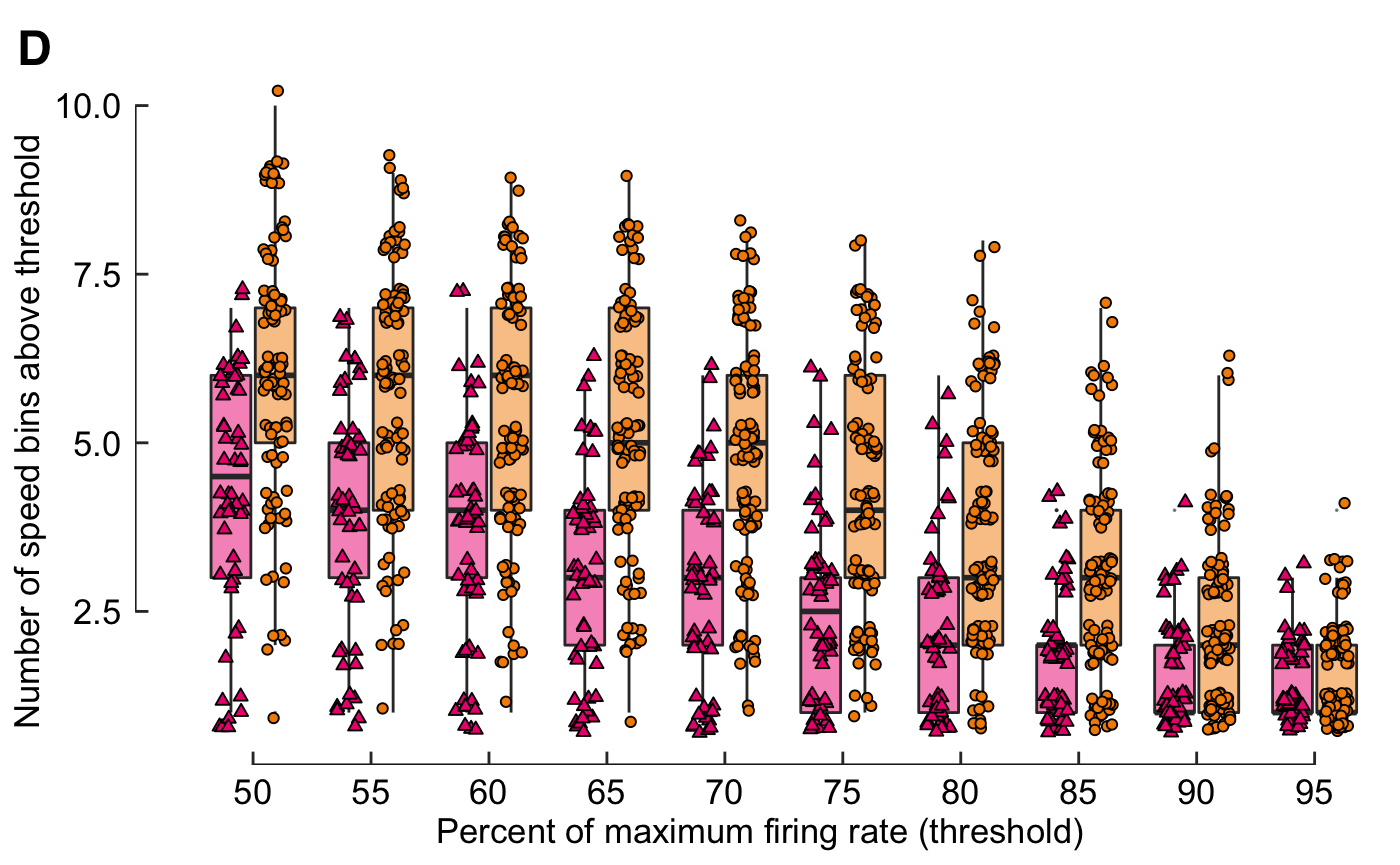 D
Number of speed bins above threshold
10.0
7.5
5.0
2.5
50 55 60 65 70 75 80 85 90 95
Percent of maximum firing rate (threshold)